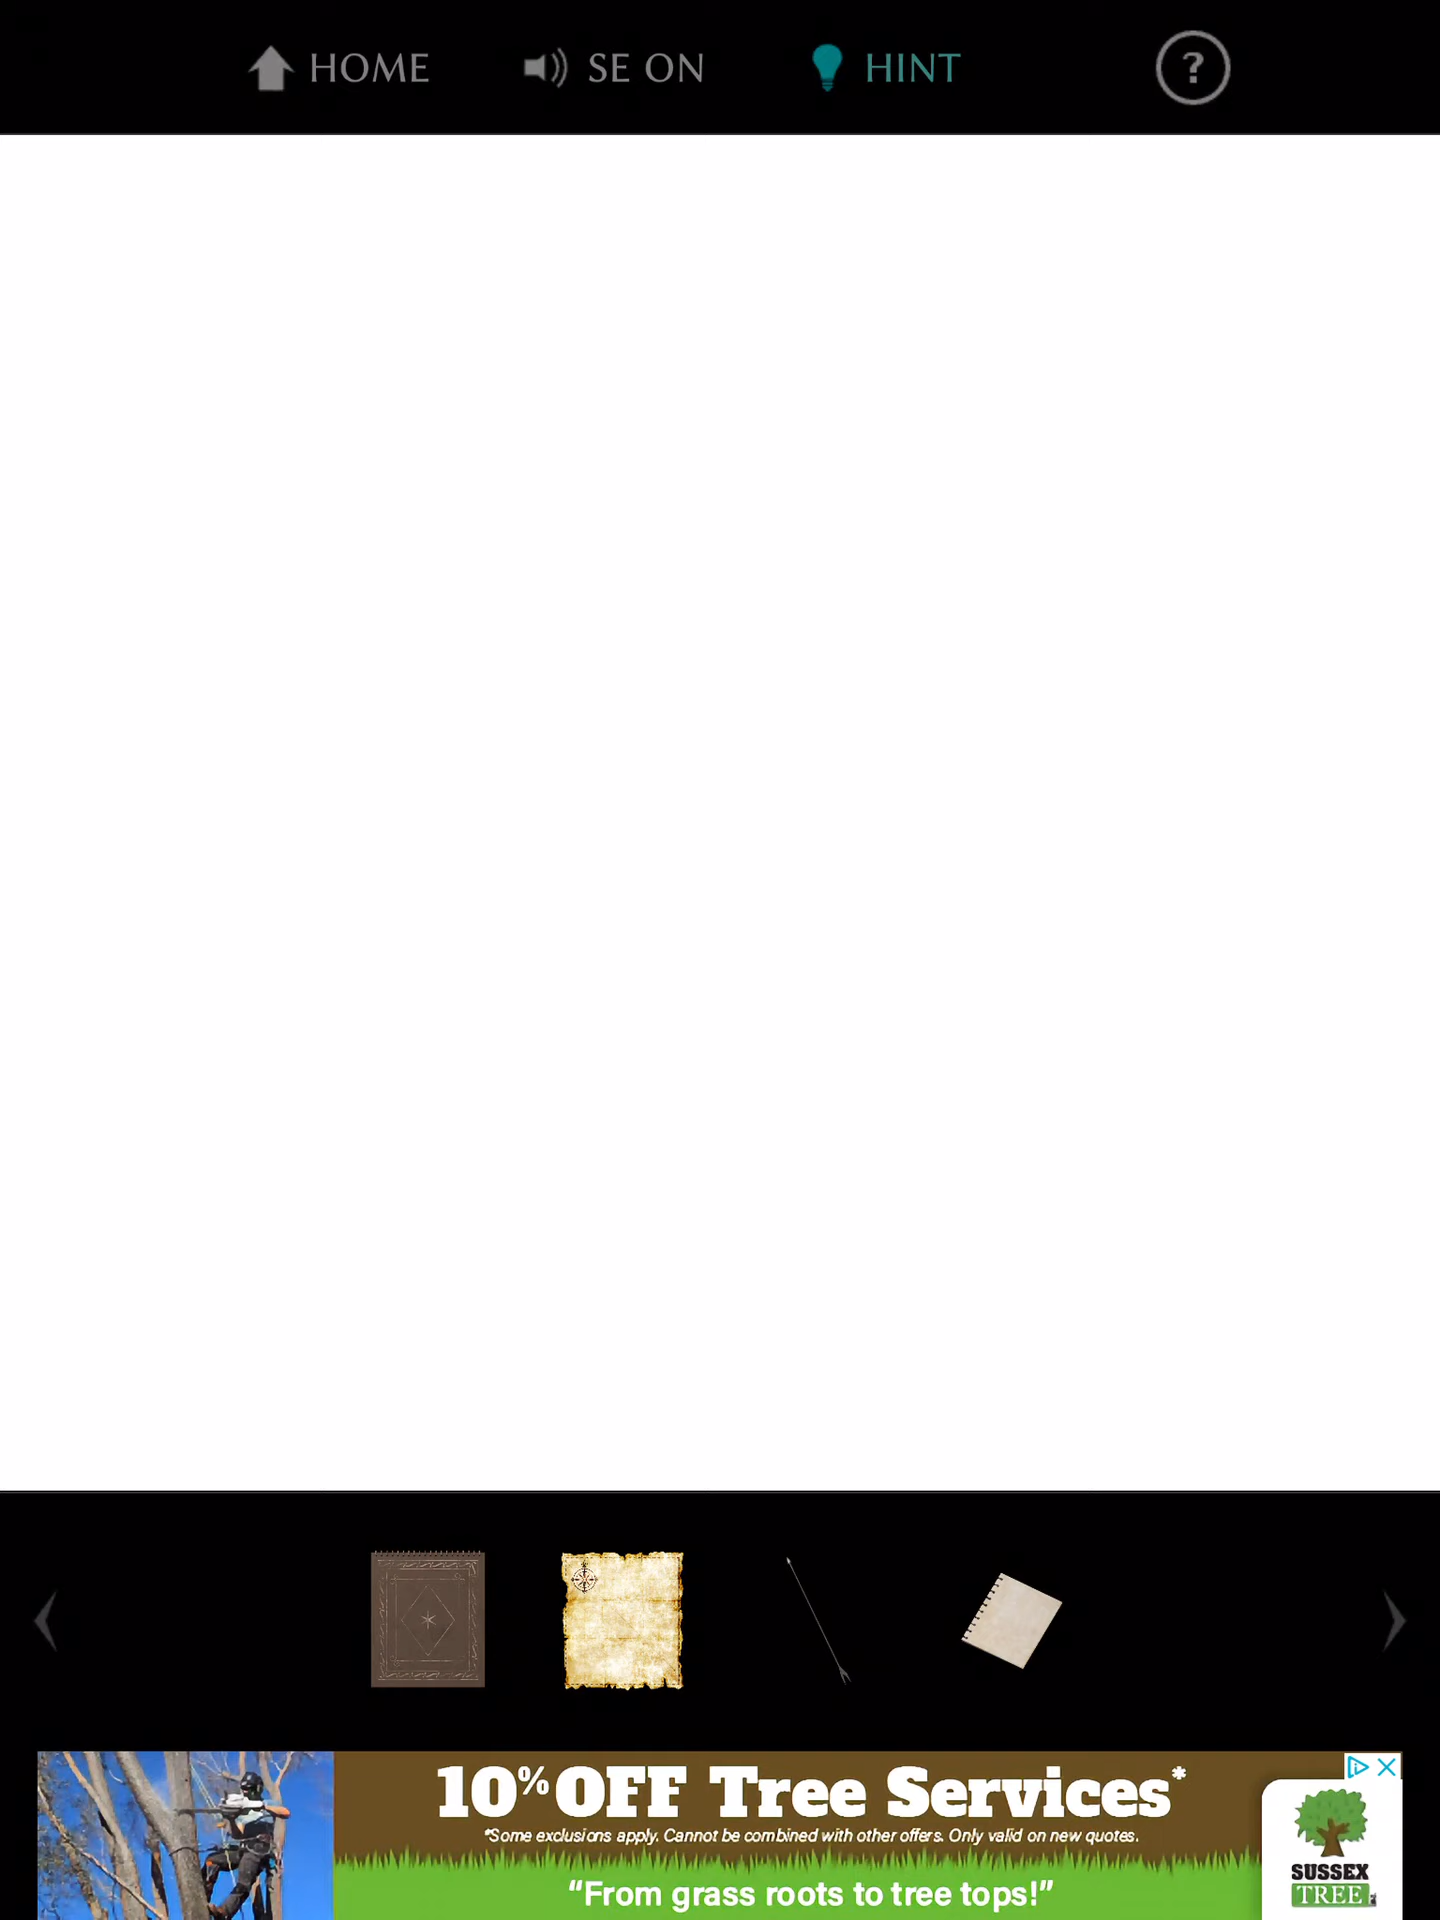 HOME SE ON HINT ?
10%OFF Tree Services*
*Some exclusions apply. Cannot be combined with other offers. Only valid on new quotes.
"From grass roots to tree tops!"
SUSSEX
TREE